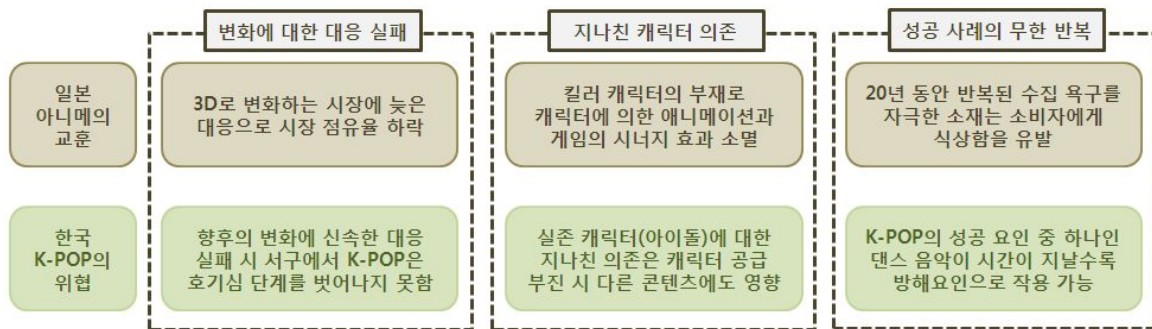 변화에 대한 대응 실패
지나친 캐릭터 의존
성공 사례의 무한 반복
일본
아니메의
교훈
3D로 변화하는 시장에 늦은
대응으로 시장 점유율 하락
킬러 캐릭터의 부재로
캐릭터에 의한 애니메이션과
게임의 시너지 효과 소멸
20년 동안 반복된 수집 욕구를
자극한 소재는 소비자에게
식상함을 유발
한국
K-POP의
위협
향후의 변화에 신속한 대응
실패 시 서구에서 K-POP은
호기심 단계를 벗어나지 못함
실존 캐릭터(아이돌)에 대한
지나친 의존은 캐릭터 공급
부진 시 다른 콘텐츠에도 영향
K-POP의 성공 요인 중 하나인
댄스 음악이 시간이 지날수록
방해요인으로 작용 가능